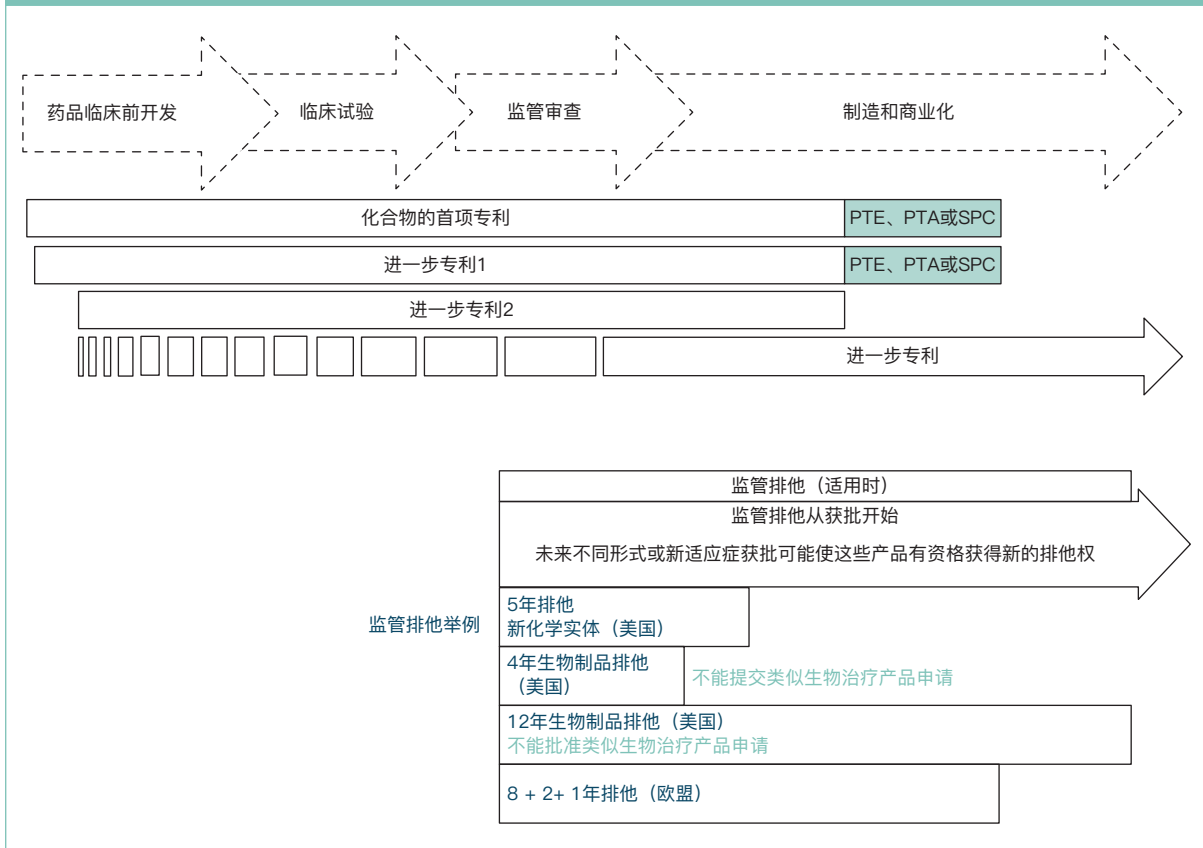 药品临床前开发
临床试验
监管审查
制造和商业化
化合物的首项专利
PTE、PTA或SPC
进一步专利1
PTE、PTA或SPC
进一步专利2
进一步专利
监管排他（适用时）
监管排他从获批开始
未来不同形式或新适应症获批可能使这些产品有资格获得新的排他权
监管排他举例
5年排他
新化学实体（美国）
4年生物制品排他
（美国）
不能提交类似生物治疗产品申请
12年生物制品排他（美国）
不能批准类似生物治疗产品申请
8 + 2+ 1年排他（欧盟）